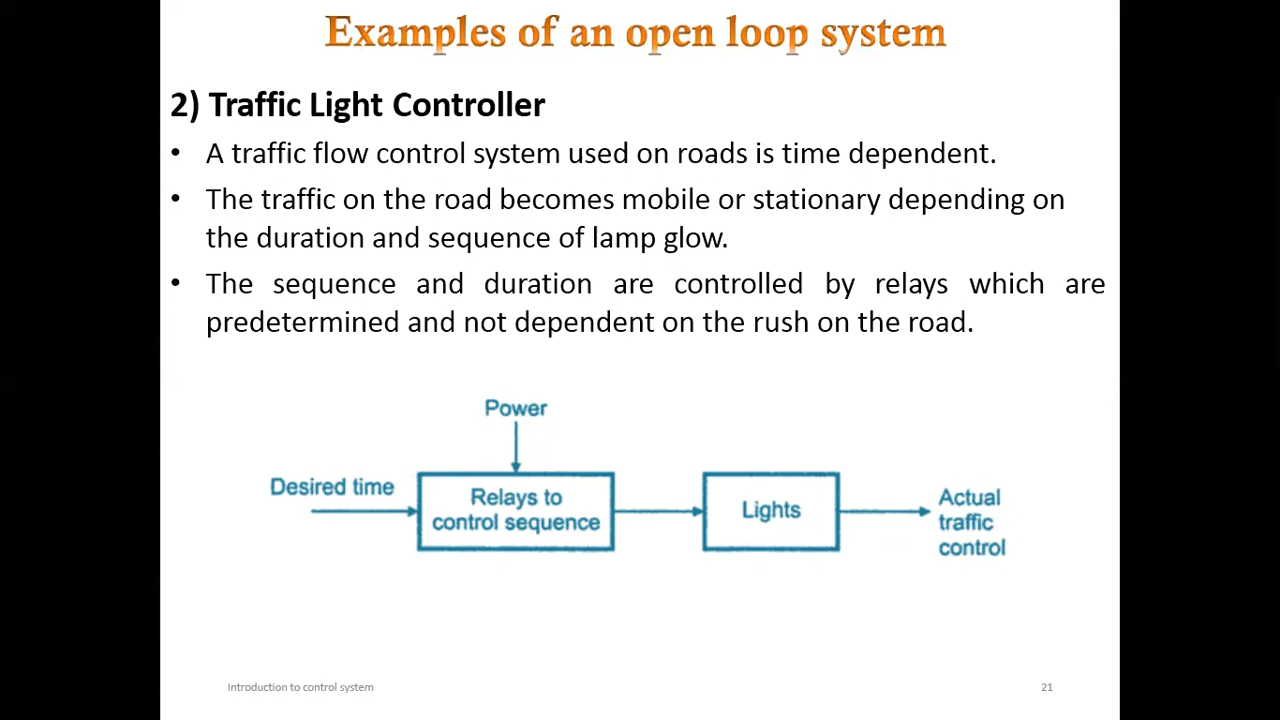 Examples of an open loop system
2) Traffic Light Controller
• A traffic flow control system used on roads is time dependent.
• The traffic on the road becomes mobile or stationary depending on
the duration and sequence of lamp glow.
• The sequence and duration are controlled by relays which are
predetermined and not dependent on the rush on the road.
Power
Desired time
Relays to
control sequence
Lights
Actual
traffic
control
Introduction to control system
21